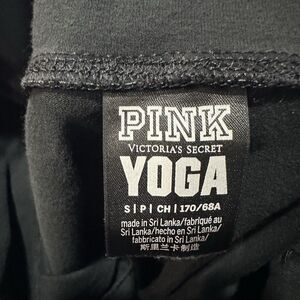 PINK
VICTORIA'S SECRET
YOGA
S | P | CH | 170/68A
made in Sri Lanka/fabriqué au
Sri Lanka/hecho en Sri Lanka/
fabbricato in Sri Lanka/
斯里兰卡制造